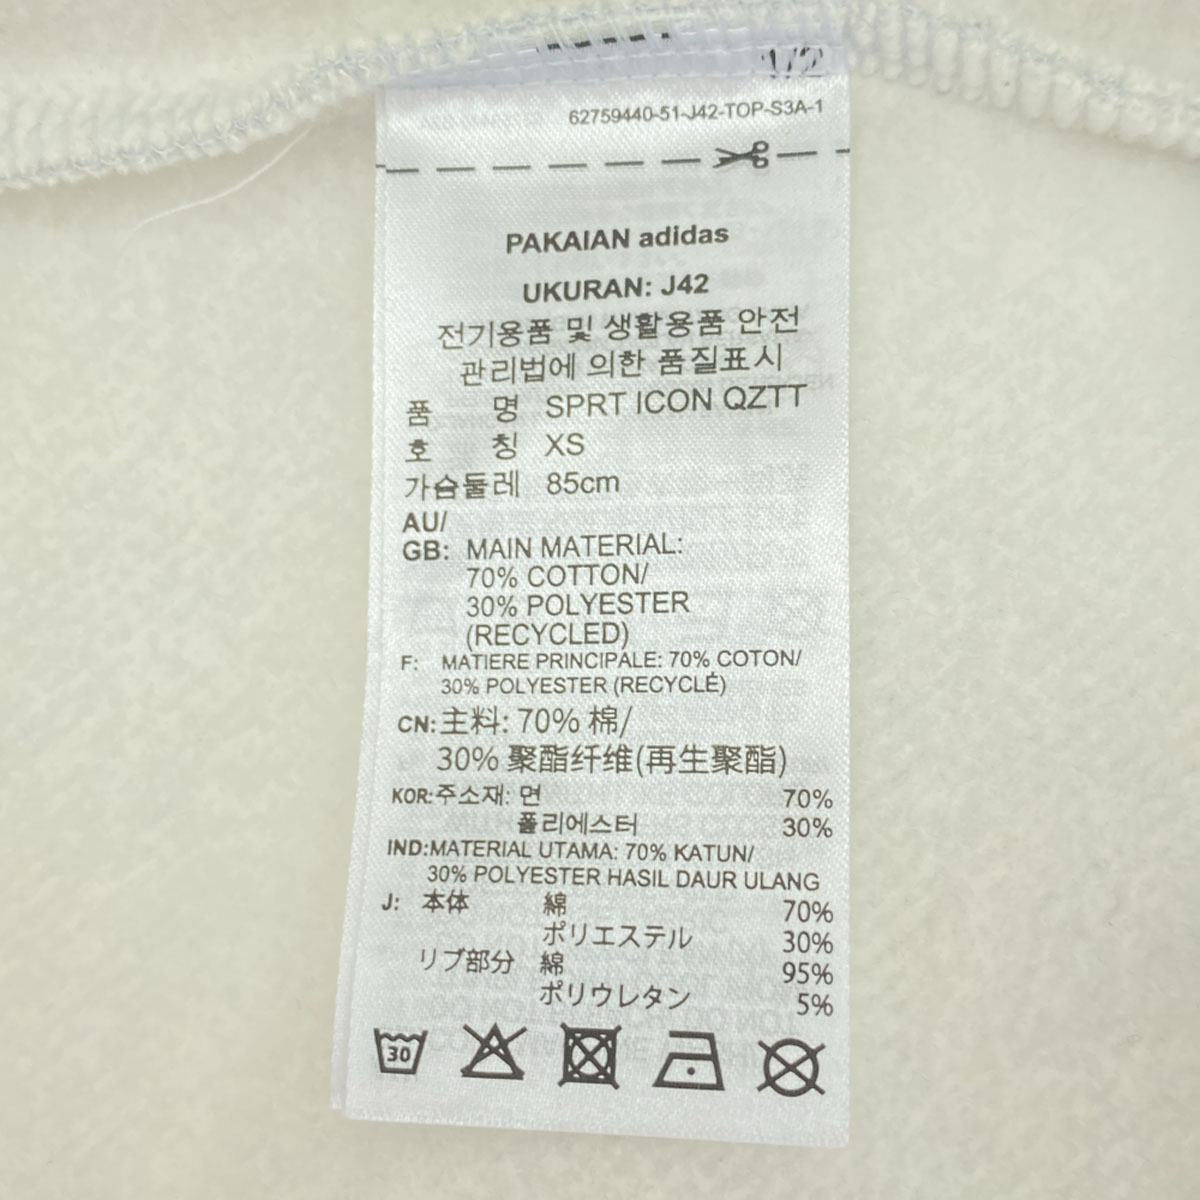 1/2
62759440-51-J42-TOP-S3A-1
PAKAIAN adidas
UKURAN: J42
전기용품 및 생활용품 안전
관리법에 의한 품질표시
품 명 SPRT ICON QZTT
호 칭 XS
가슴둘레 85cm
AU/
GB: MAIN MATERIAL:
70% COTTON/
30% POLYESTER
(RECYCLED)
F: MATIERE PRINCIPALE: 70% COTON/
30% POLYESTER (RECYCLÉ)
CN: 主料: 70% 棉/
30% 聚酯纤维(再生聚酯)
KOR: 주소재: 면 70%
폴리에스터 30%
IND: MATERIAL UTAMA: 70% KATUN/
30% POLYESTER HASIL DAUR ULANG
J: 本体 綿 70%
ポリエステル 30%
リブ部分 綿 95%
ポリウレタン 5%
30